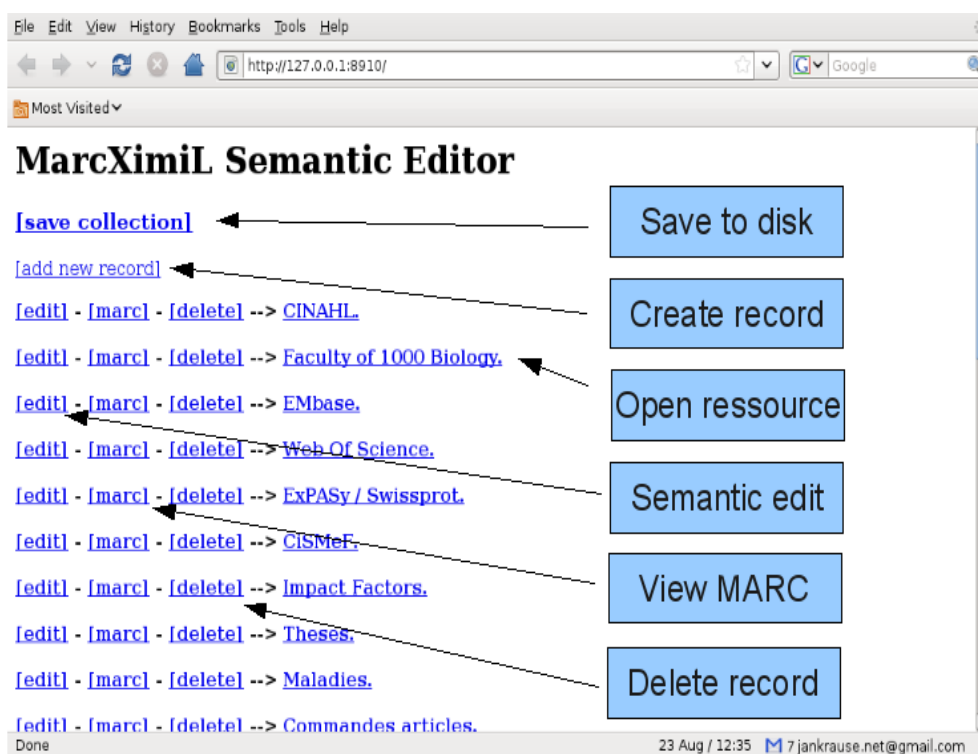 File Edit View History Bookmarks Tools Help
http://127.0.0.1:8910/
G Google
Most Visited
MarcXimiL Semantic Editor
[save collection]
Save to disk
[add new record]
Create record
[edit] - [marc] - [delete] --> CINAHL.
[edit] - [marc] - [delete] --> Faculty of 1000 Biology.
Open ressource
[edit] - [marc] - [delete] --> EMbase.
[edit] - [marc] - [delete] --> Web Of Science.
Semantic edit
[edit] - [marc] - [delete] --> ExPASy / Swissprot.
[edit] - [marc] - [delete] --> CiSMeF.
View MARC
[edit] - [marc] - [delete] --> Impact Factors.
[edit] - [marc] - [delete] --> Theses.
Delete record
[edit] - [marc] - [delete] --> Maladies.
[edit] - [marc] - [delete] --> Commandes articles.
Done
23 Aug / 12:35 M 7 jankrause.net@gmail.com